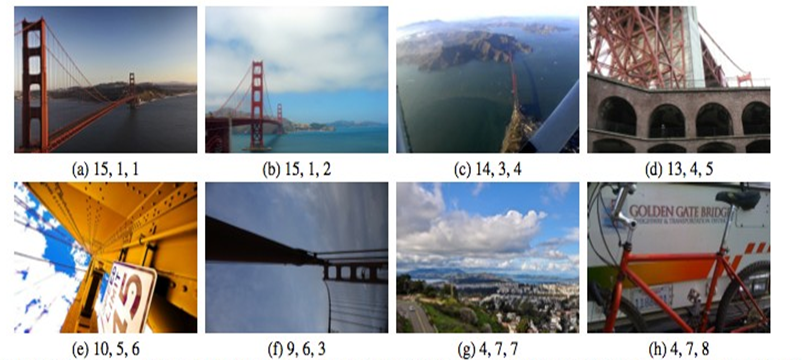 (a) 15, 1, 1
(b) 15, 1, 2
(c) 14, 3, 4
(d) 13, 4, 5
GOLDEN GATE BRIDGE
(e) 10, 5, 6
(f) 9, 6, 3
(g) 4, 7, 7
(h) 4, 7, 8